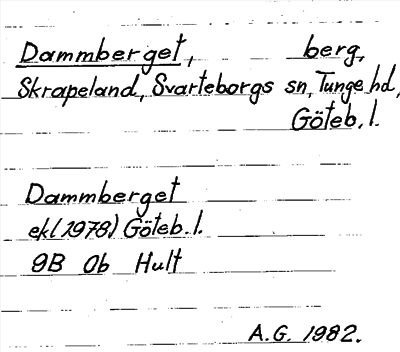 Dammberget, berg,
Skrapeland, Svarteborgs sn, Tunge hd,
Göteb. l.
Dammberget
ek (1978) Göteb. l.
9B 0b Hult
A.G. 1982.